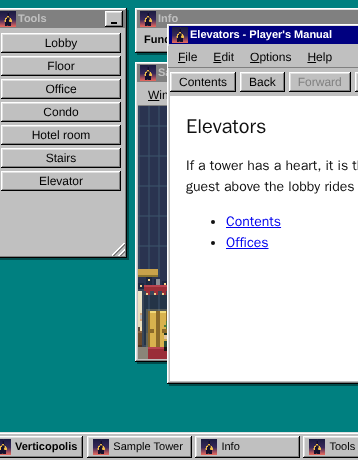 Tools
Lobby
Floor
Office
Condo
Hotel room
Stairs
Elevator
Info
Elevators - Player's Manual
File Edit Options Help
Contents Back Forward
Elevators
If a tower has a heart, it is
guest above the lobby rides
Contents
Offices
Verticopolis Sample Tower Info Tools